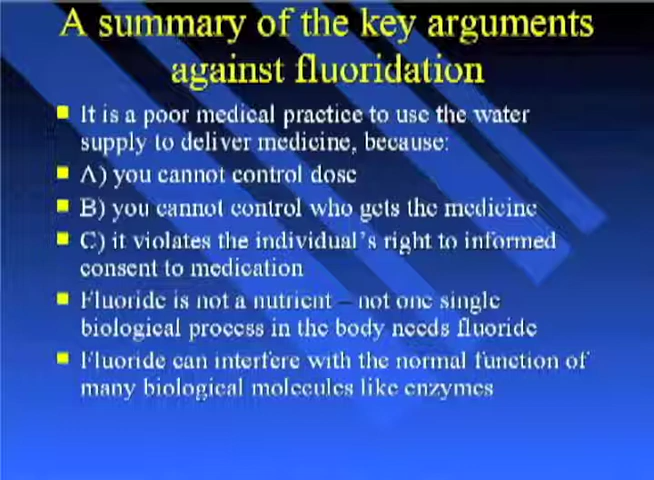 A summary of the key arguments
against fluoridation
It is a poor medical practice to use the water
supply to deliver medicine, because:
A) you cannot control dose
B) you cannot control who gets the medicine
C) it violates the individual's right to informed
consent to medication
Fluoride is not a nutrient – not one single
biological process in the body needs fluoride
Fluoride can interfere with the normal function of
many biological molecules like enzymes